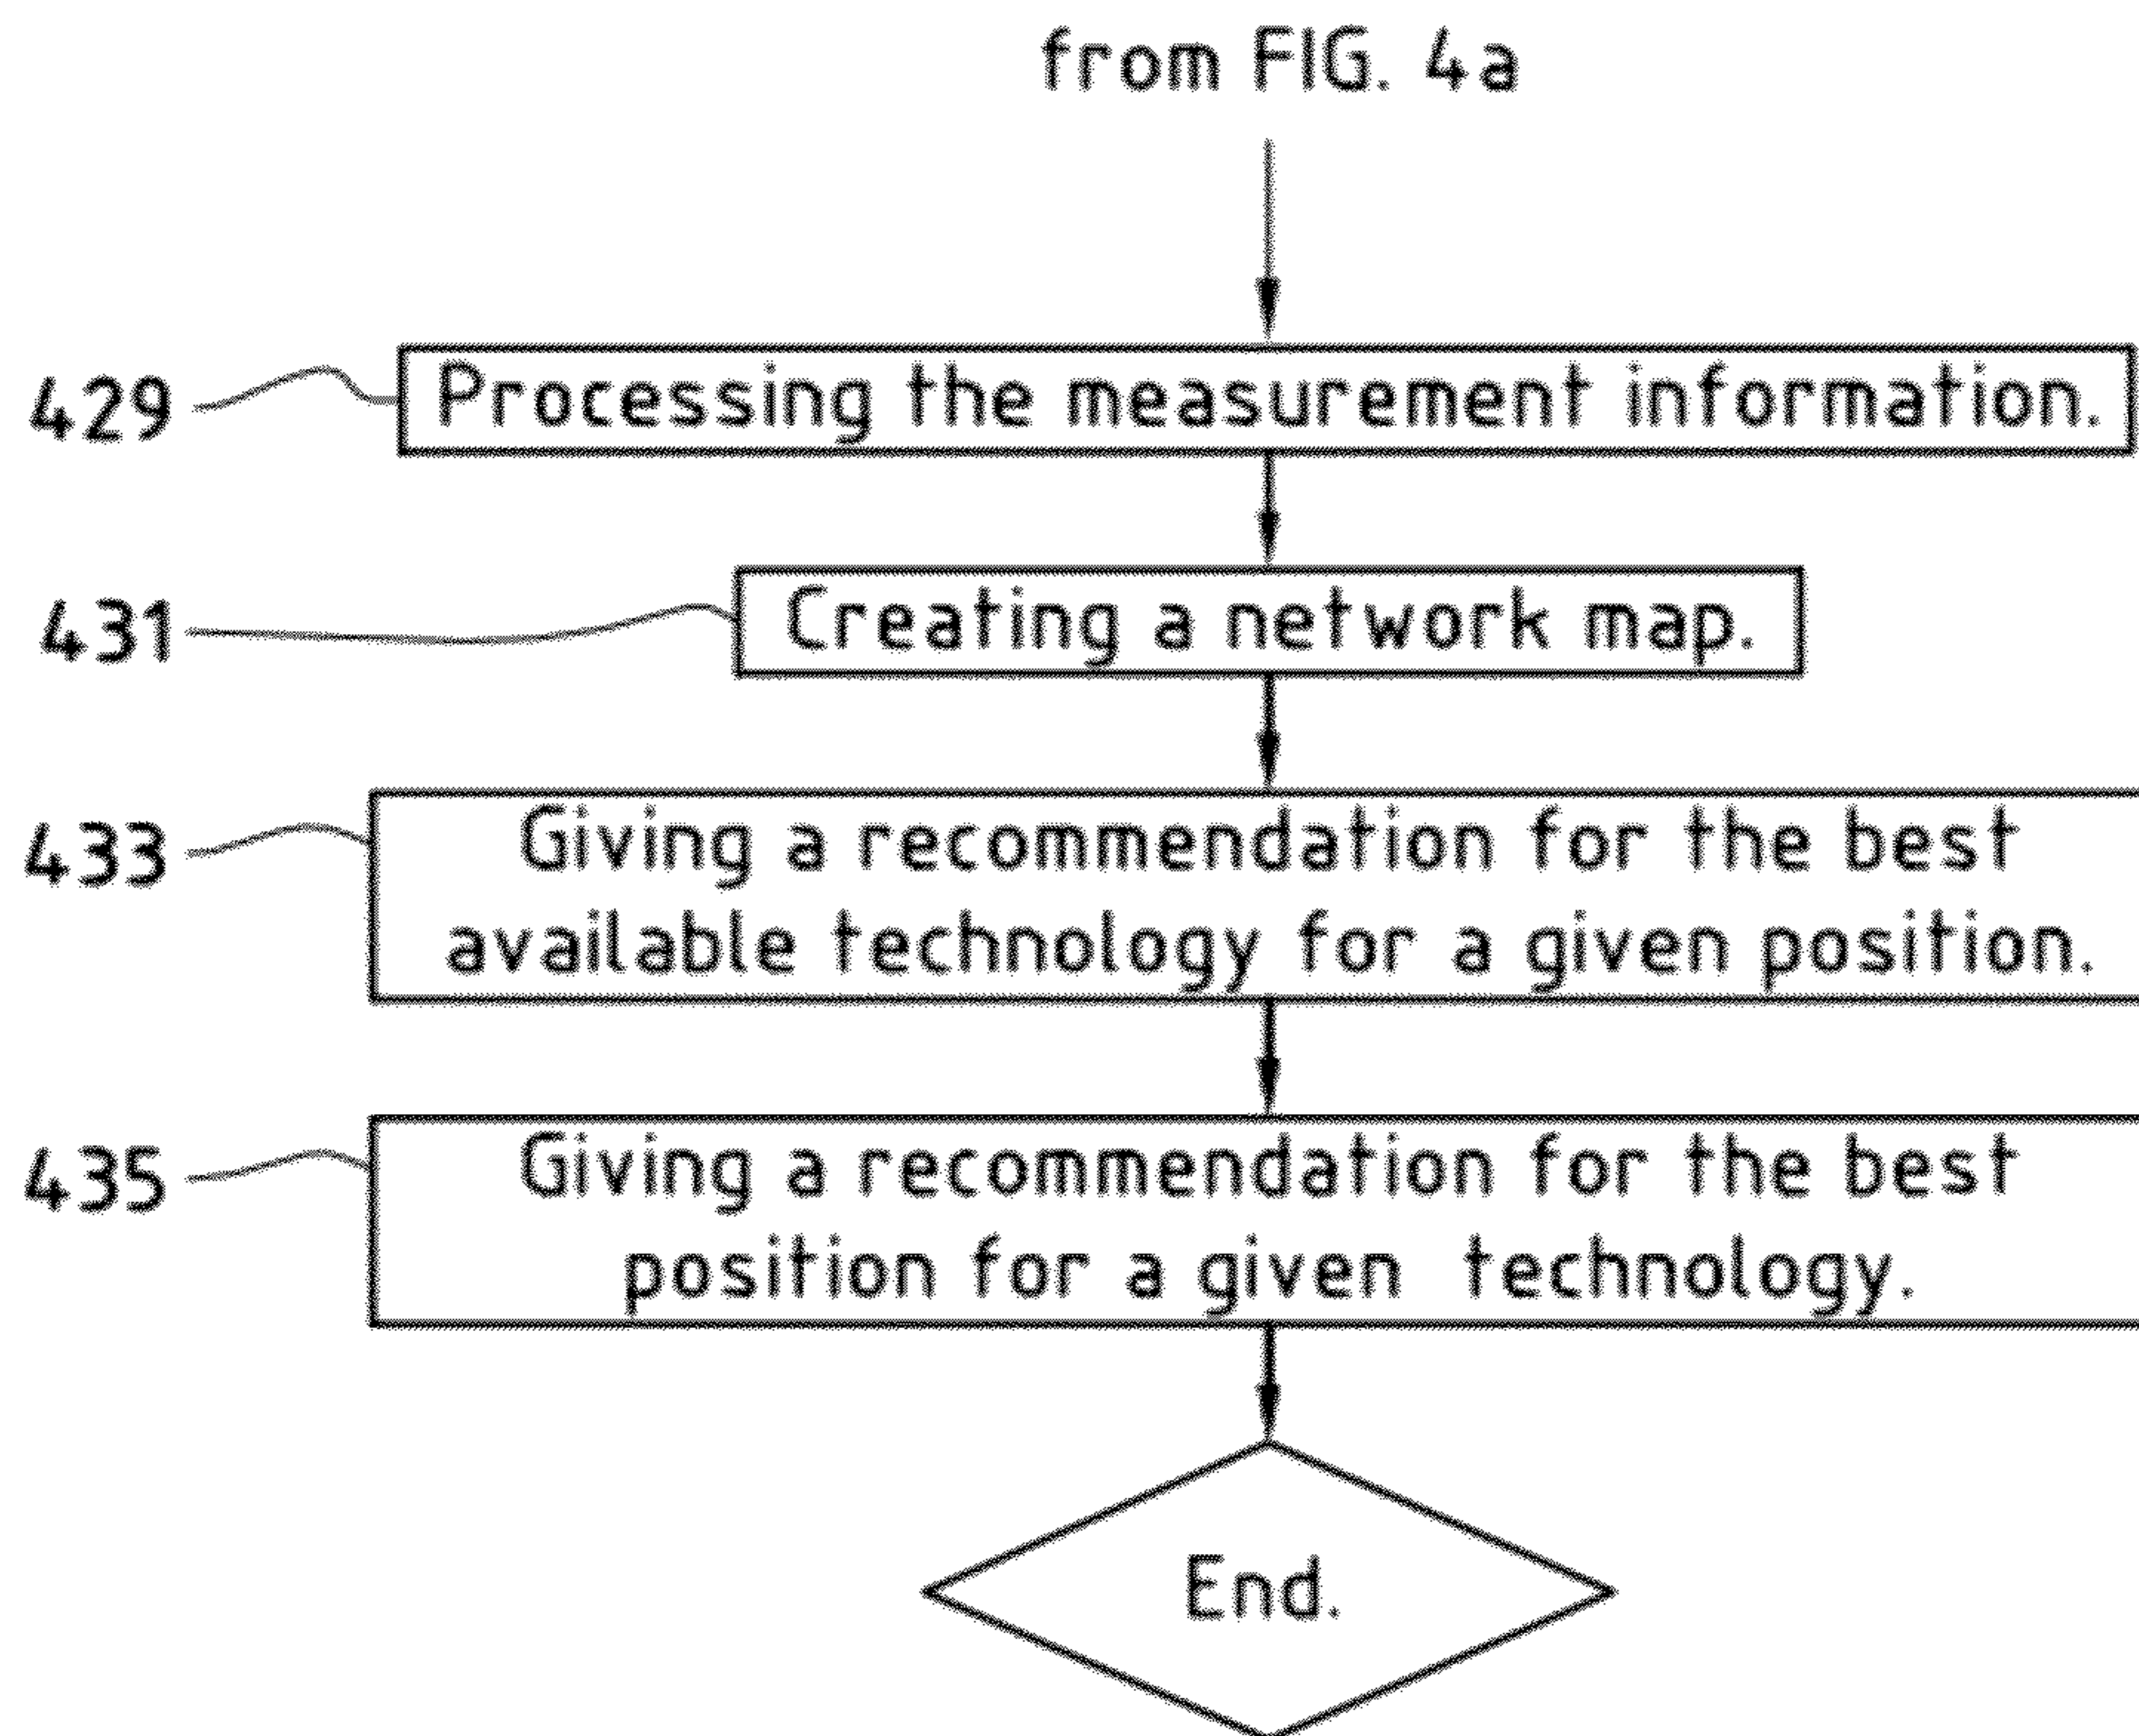 from FIG. 4a
429
Processing the measurement information.
431
Creating a network map.
433
Giving a recommendation for the best
available technology for a given position.
435
Giving a recommendation for the best
position for a given technology.
End.